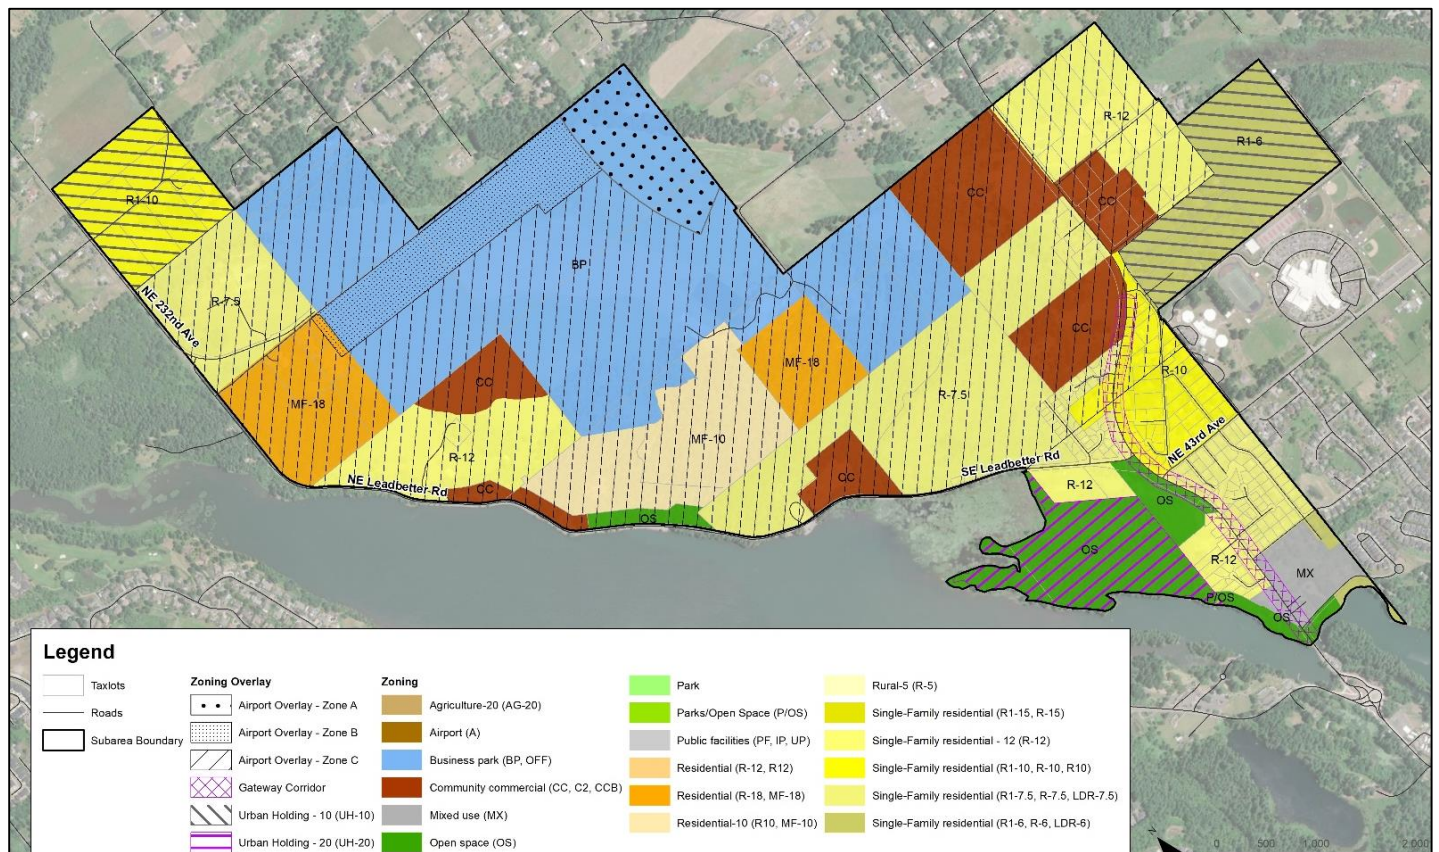 R-12
R1-6
CC
CC
R1-10
BP
R-7.5
NE 232nd Ave
CC
MF-18
R-10
CC
R-7.5
MF-18
MF-10
NE 43rd Ave
R-12
SE Leadbetter Rd
CC
NE Leadbetter Rd
CC
R-12
OS
OS
OS
R-12
MX
P/OS
OS
Legend
Taxlots
Roads
Subarea Boundary
Zoning Overlay
Airport Overlay - Zone A
Airport Overlay - Zone B
Airport Overlay - Zone C
Gateway Corridor
Urban Holding - 10 (UH-10)
Urban Holding - 20 (UH-20)
Zoning
Agriculture-20 (AG-20)
Airport (A)
Business park (BP, OFF)
Community commercial (CC, C2, CCB)
Mixed use (MX)
Open space (OS)
Park
Parks/Open Space (P/OS)
Public facilities (PF, IP, UP)
Residential (R-12, R12)
Residential (R-18, MF-18)
Residential-10 (R10, MF-10)
Rural-5 (R-5)
Single-Family residential (R1-15, R-15)
Single-Family residential - 12 (R-12)
Single-Family residential (R1-10, R-10, R10)
Single-Family residential (R1-7.5, R-7.5, LDR-7.5)
Single-Family residential (R1-6, R-6, LDR-6)
N
0 500 1,000 2,000